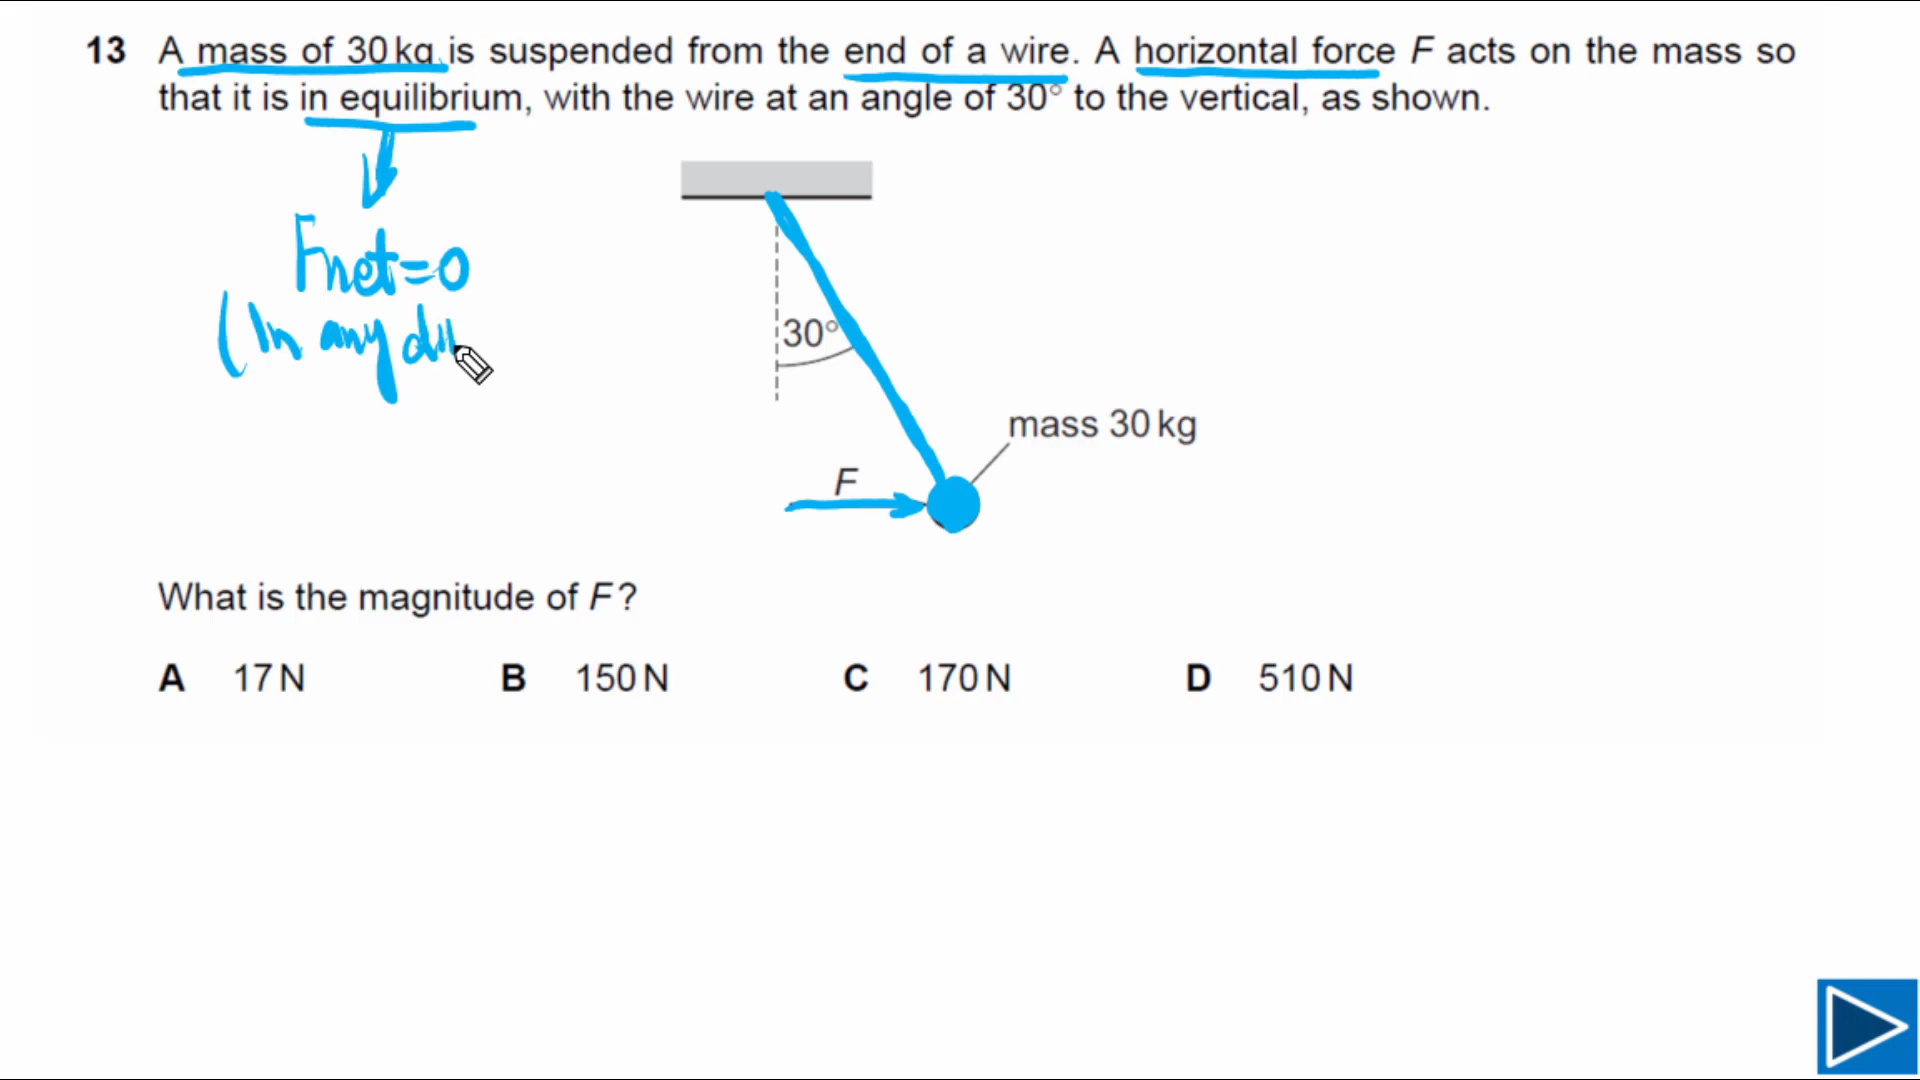 13 A mass of 30 kg is suspended from the end of a wire. A horizontal force F acts on the mass so
that it is in equilibrium, with the wire at an angle of 30° to the vertical, as shown.
Fnet=0
(In any
30°
mass 30 kg
F
What is the magnitude of F?
A 17 N B 150 N C 170 N D 510 N